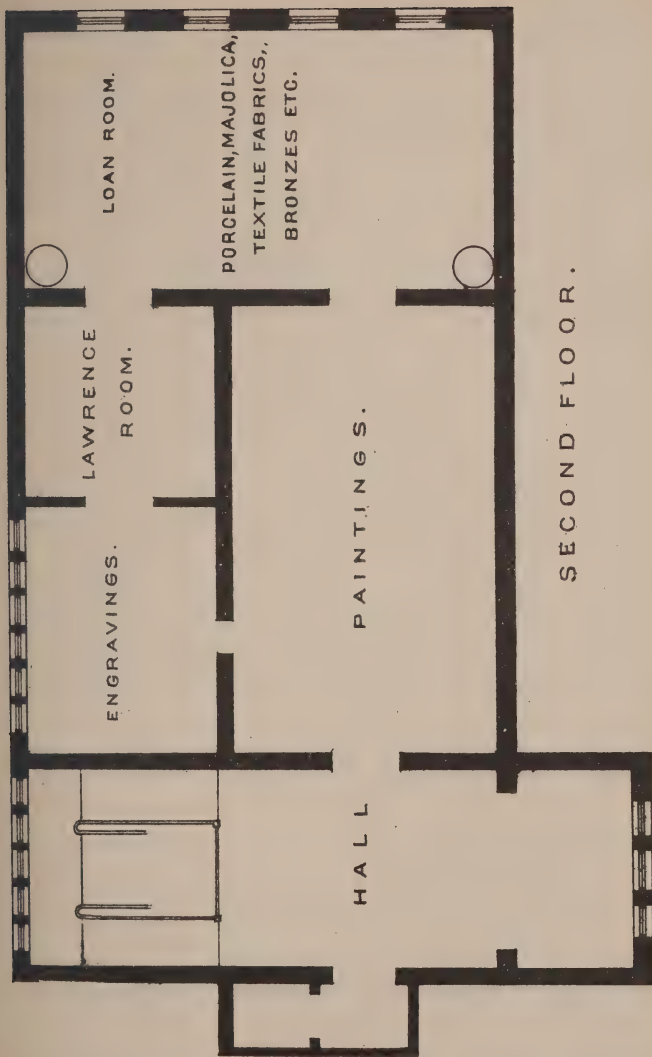 LOAN ROOM.
PORCELAIN, MAJOLICA,
TEXTILE FABRICS,.
BRONZES ETC.
LAWRENCE
ROOM.
ENGRAVINGS.
PAINTINGS.
HALL
SECOND FLOOR.